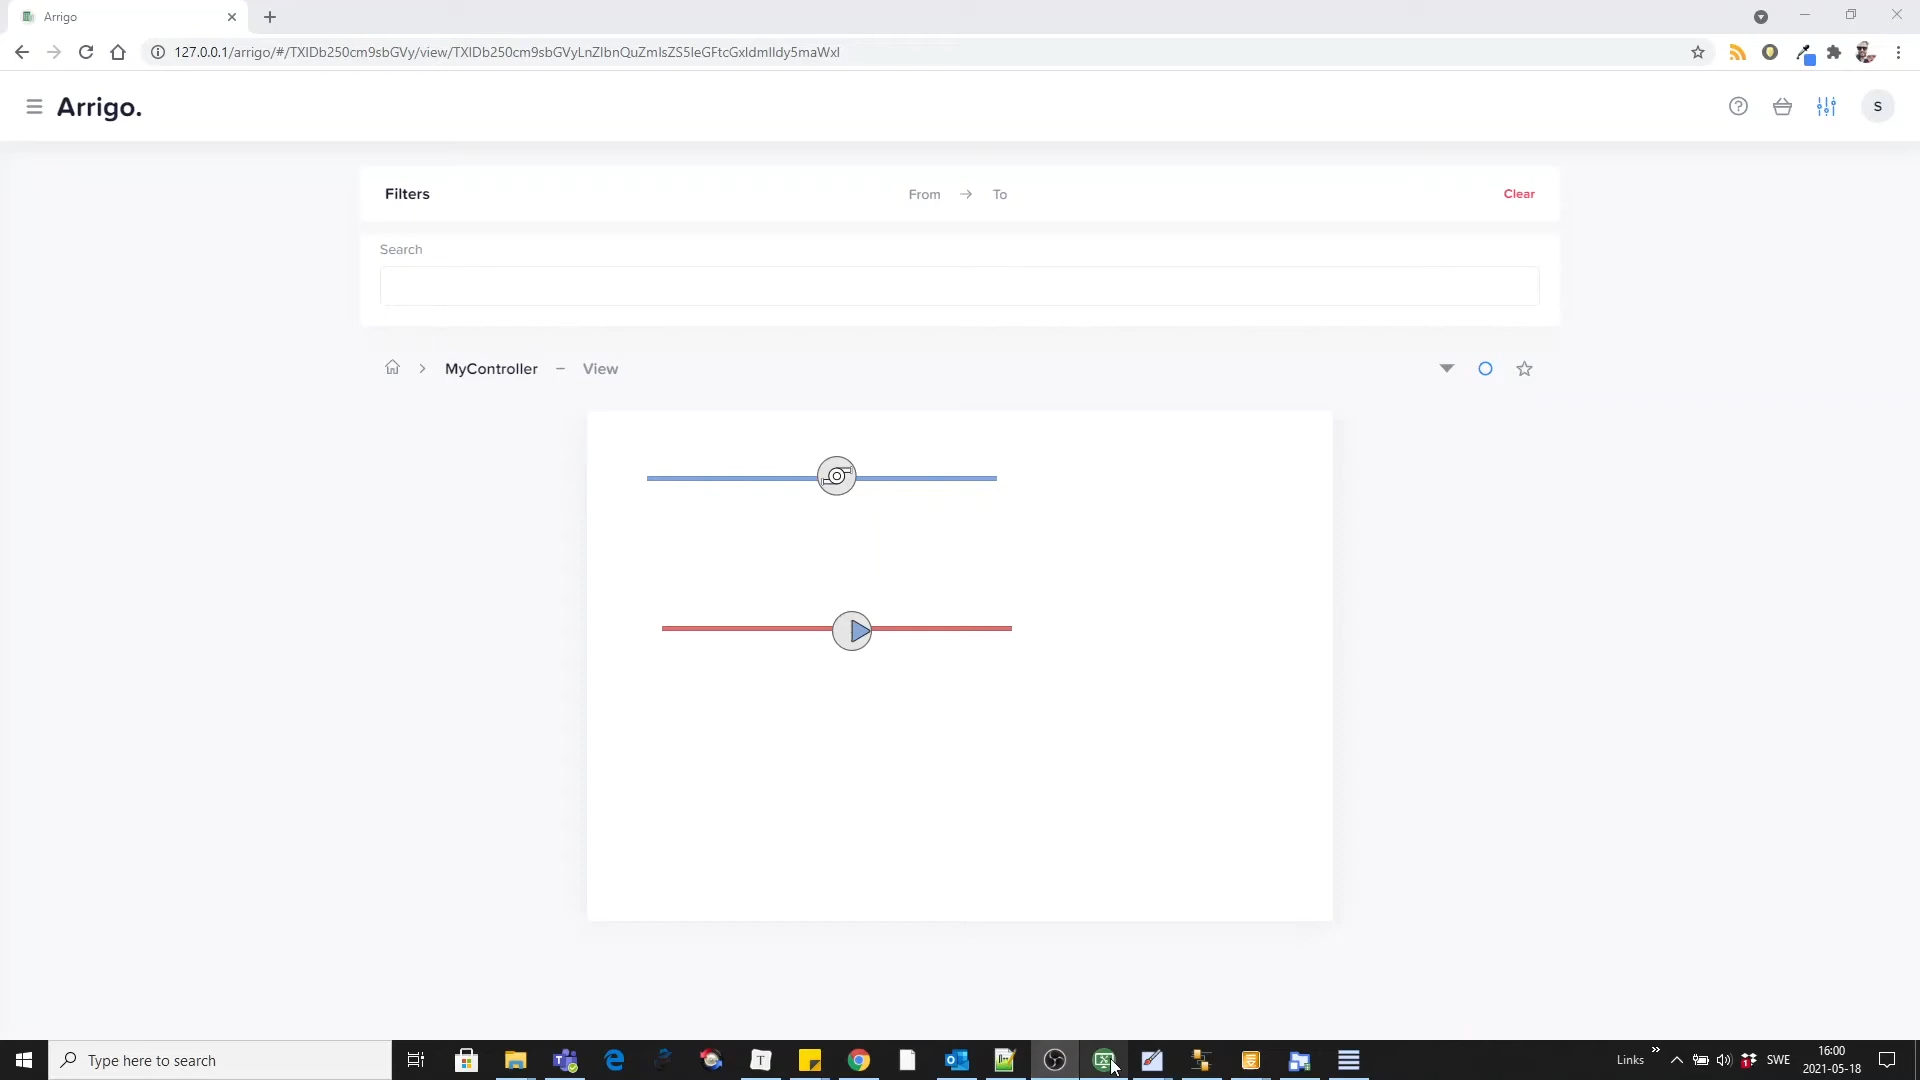 Arrigo
127.0.0.1/arrigo/#/TXlDb250cm9sbGVy/view/TXlDb250cm9sbGVyLnZlbnQuZmlsZS5leGFtcGxldmlldy5maWxl
Arrigo.
S
Filters
From
To
Clear
Search
MyController – View
Type here to search
Links
SWE
16:00
2021-05-18